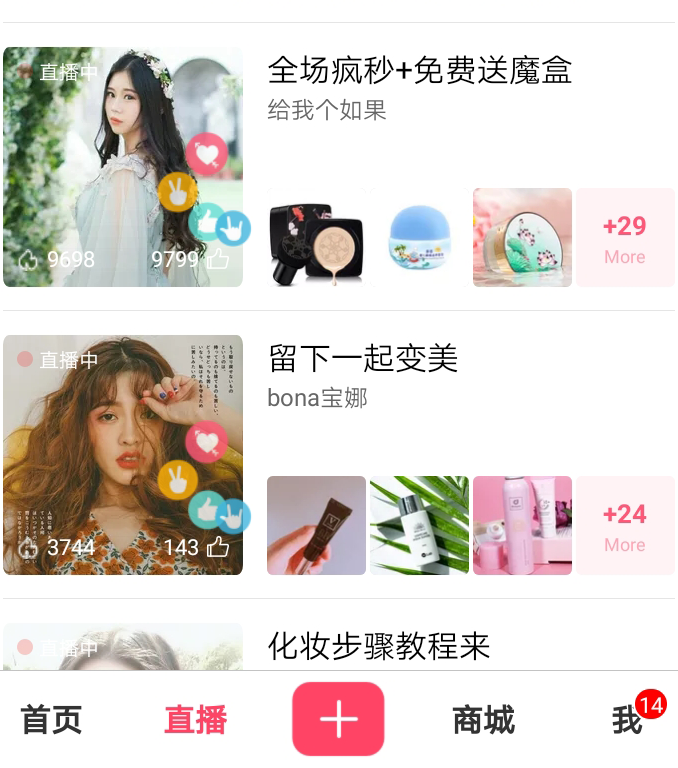 直播中
全场疯秒+免费送魔盒
给我个如果
9698
9799
+29
More
直播中
留下一起变美
bona宝娜
3744
143
+24
More
直播中
化妆步骤教程来
首页
直播
商城
我
14